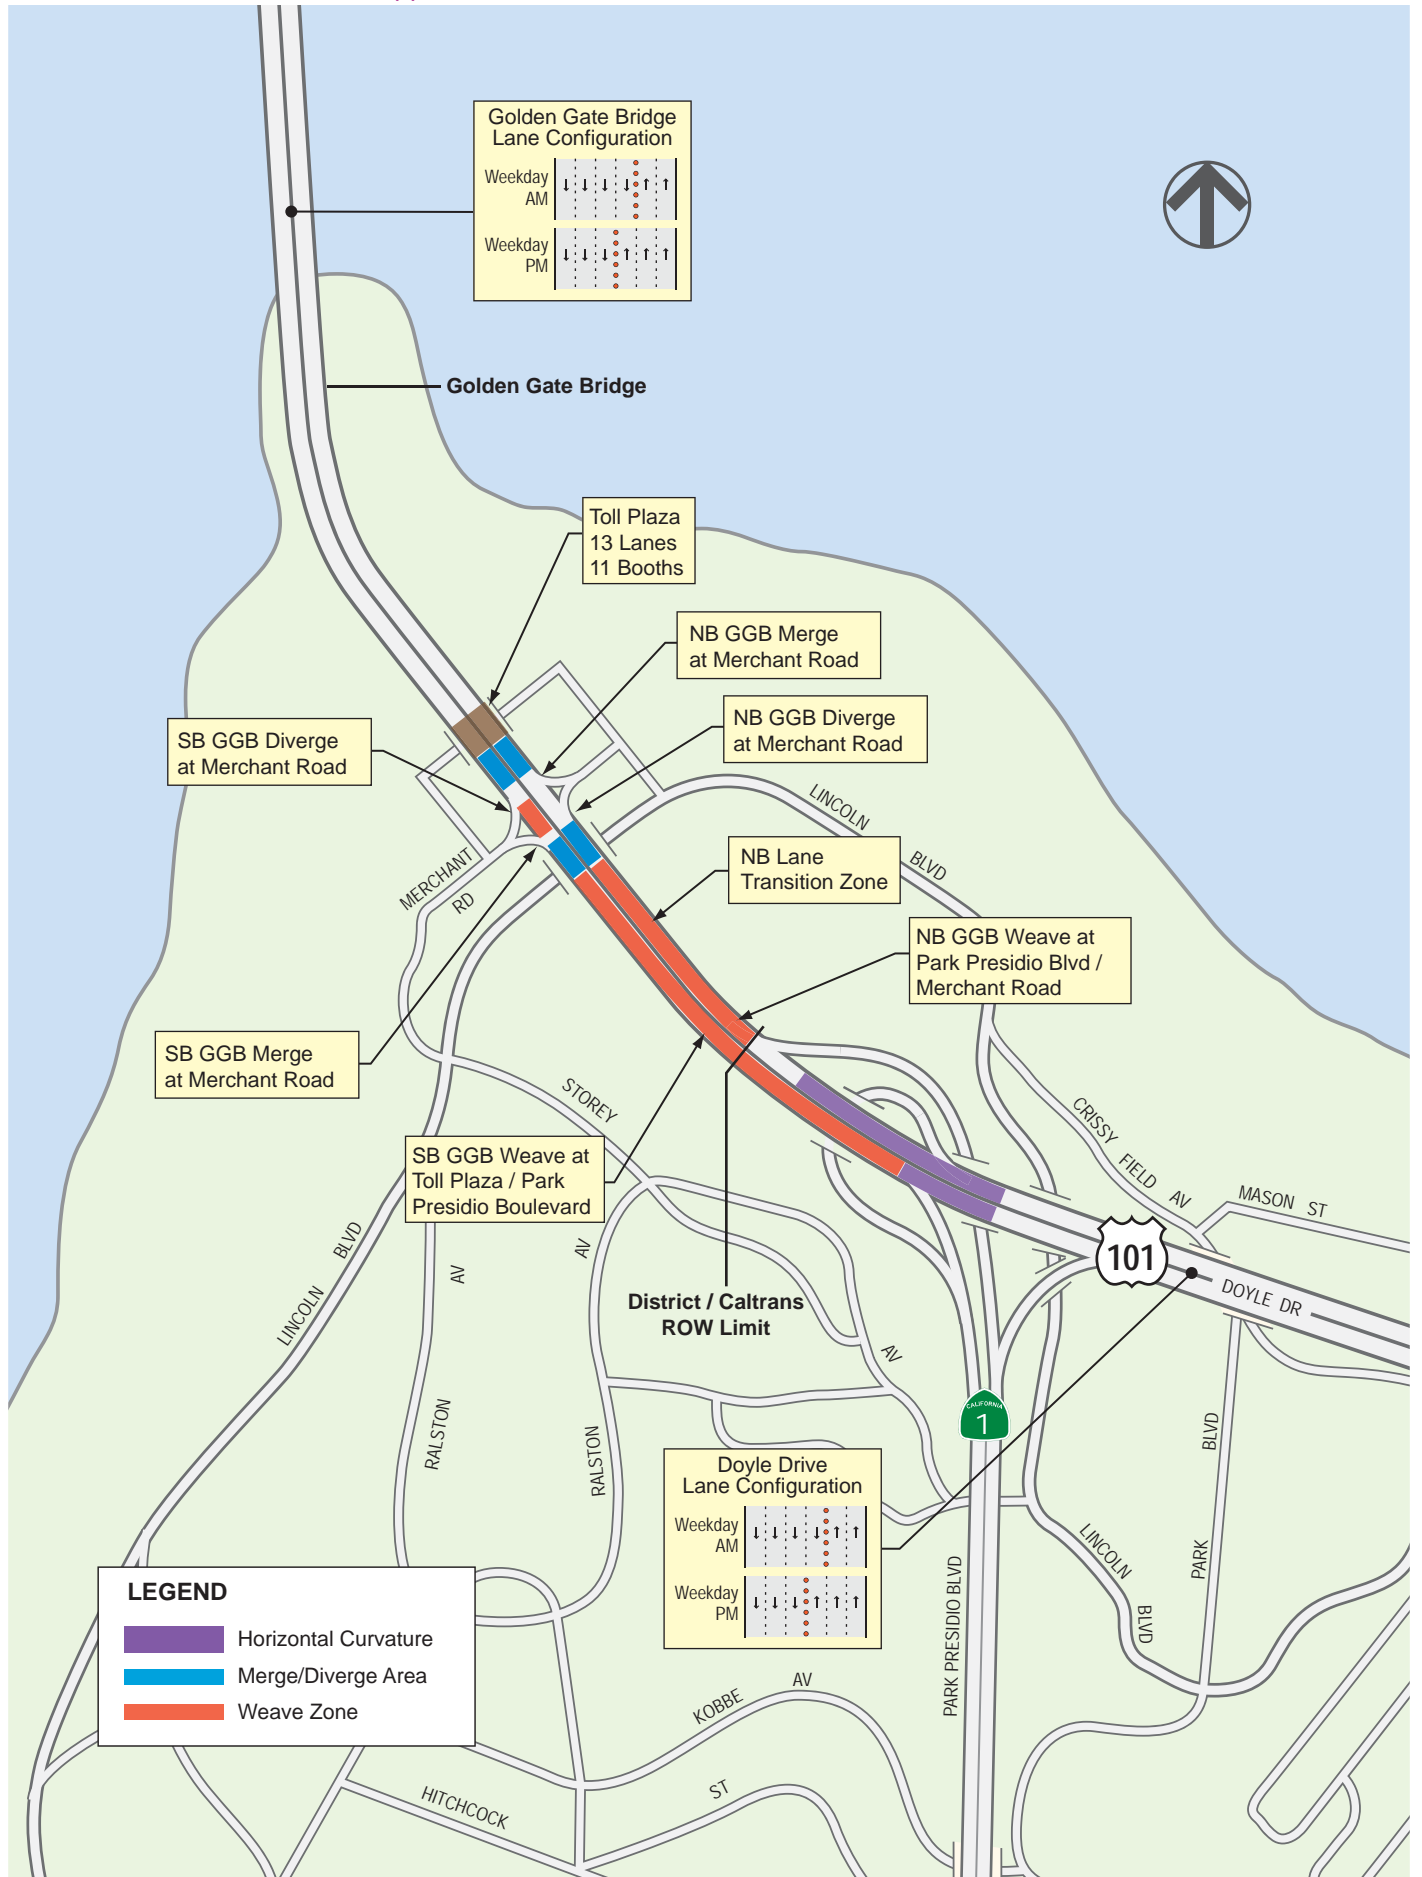 Golden Gate Bridge
Lane Configuration
Weekday
AM
Weekday
PM
Golden Gate Bridge
Toll Plaza
13 Lanes
11 Booths
NB GGB Merge
at Merchant Road
NB GGB Diverge
at Merchant Road
SB GGB Diverge
at Merchant Road
LINCOLN
BLVD
NB Lane
Transition Zone
MERCHANT
RD
NB GGB Weave at
Park Presidio Blvd /
Merchant Road
SB GGB Merge
at Merchant Road
STOREY
CRISSY
FIELD
AV
MASON ST
SB GGB Weave at
Toll Plaza / Park
Presidio Boulevard
LINCOLN
BLVD
AV
AV
101
DOYLE DR
District / Caltrans
ROW Limit
AV
RALSTON
RALSTON
CALIFORNIA
1
BLVD
PARK
Doyle Drive
Lane Configuration
Weekday
AM
Weekday
PM
LINCOLN
BLVD
PARK PRESIDIO BLVD
LEGEND
Horizontal Curvature
Merge/Diverge Area
Weave Zone
KOBBE
AV
HITCHCOCK
ST